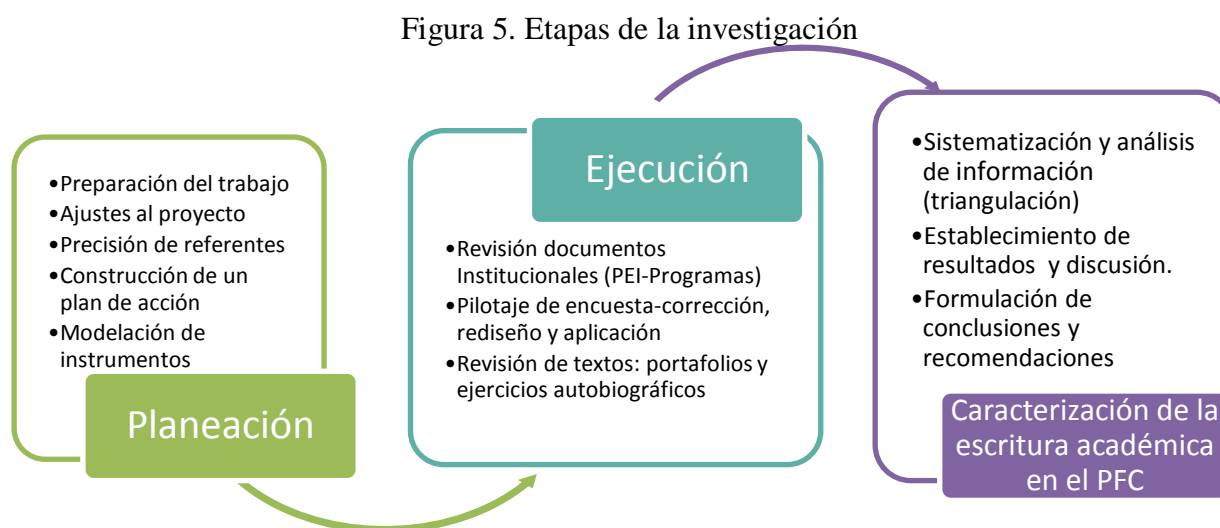 Figura 5. Etapas de la investigación
•Preparación del trabajo
•Ajustes al proyecto
•Precisión de referentes
•Construcción de un
plan de acción
•Modelación de
instrumentos
Planeación
Ejecución
•Revisión documentos
Institucionales (PEI-Programas)
•Pilotaje de encuesta-corrección,
rediseño y aplicación
•Revisión de textos: portafolios y
ejercicios autobiográficos
•Sistematización y análisis
de información
(triangulación)
•Establecimiento de
resultados y discusión.
•Formulación de
conclusiones y
recomendaciones
Caracterización de la
escritura académica
en el PFC